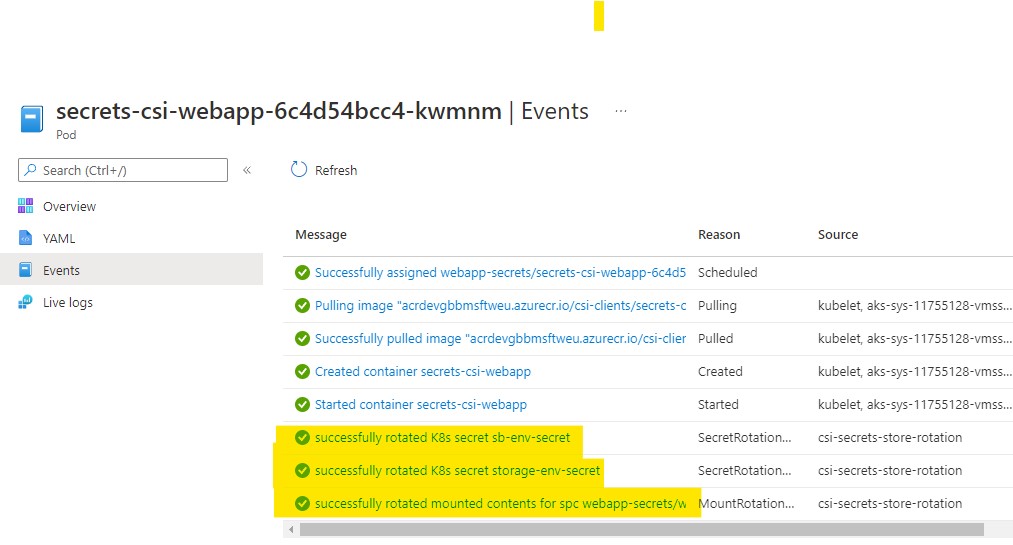 secrets-csi-webapp-6c4d54bcc4-kwmnm | Events ...
Pod
Search (Ctrl+/)
«
Refresh
Overview
YAML
Events
Live logs
Message Reason Source
Successfully assigned webapp-secrets/secrets-csi-webapp-6c4d5 Scheduled
Pulling image "acrdevgbbmsftweu.azurecr.io/csi-clients/secrets-c Pulling kubelet, aks-sys-11755128-vmss...
Successfully pulled image "acrdevgbbmsftweu.azurecr.io/csi-clier Pulled kubelet, aks-sys-11755128-vmss...
Created container secrets-csi-webapp Created kubelet, aks-sys-11755128-vmss...
Started container secrets-csi-webapp Started kubelet, aks-sys-11755128-vmss...
successfully rotated K8s secret sb-env-secret SecretRotation... csi-secrets-store-rotation
successfully rotated K8s secret storage-env-secret SecretRotation... csi-secrets-store-rotation
successfully rotated mounted contents for spc webapp-secrets/w MountRotation... csi-secrets-store-rotation